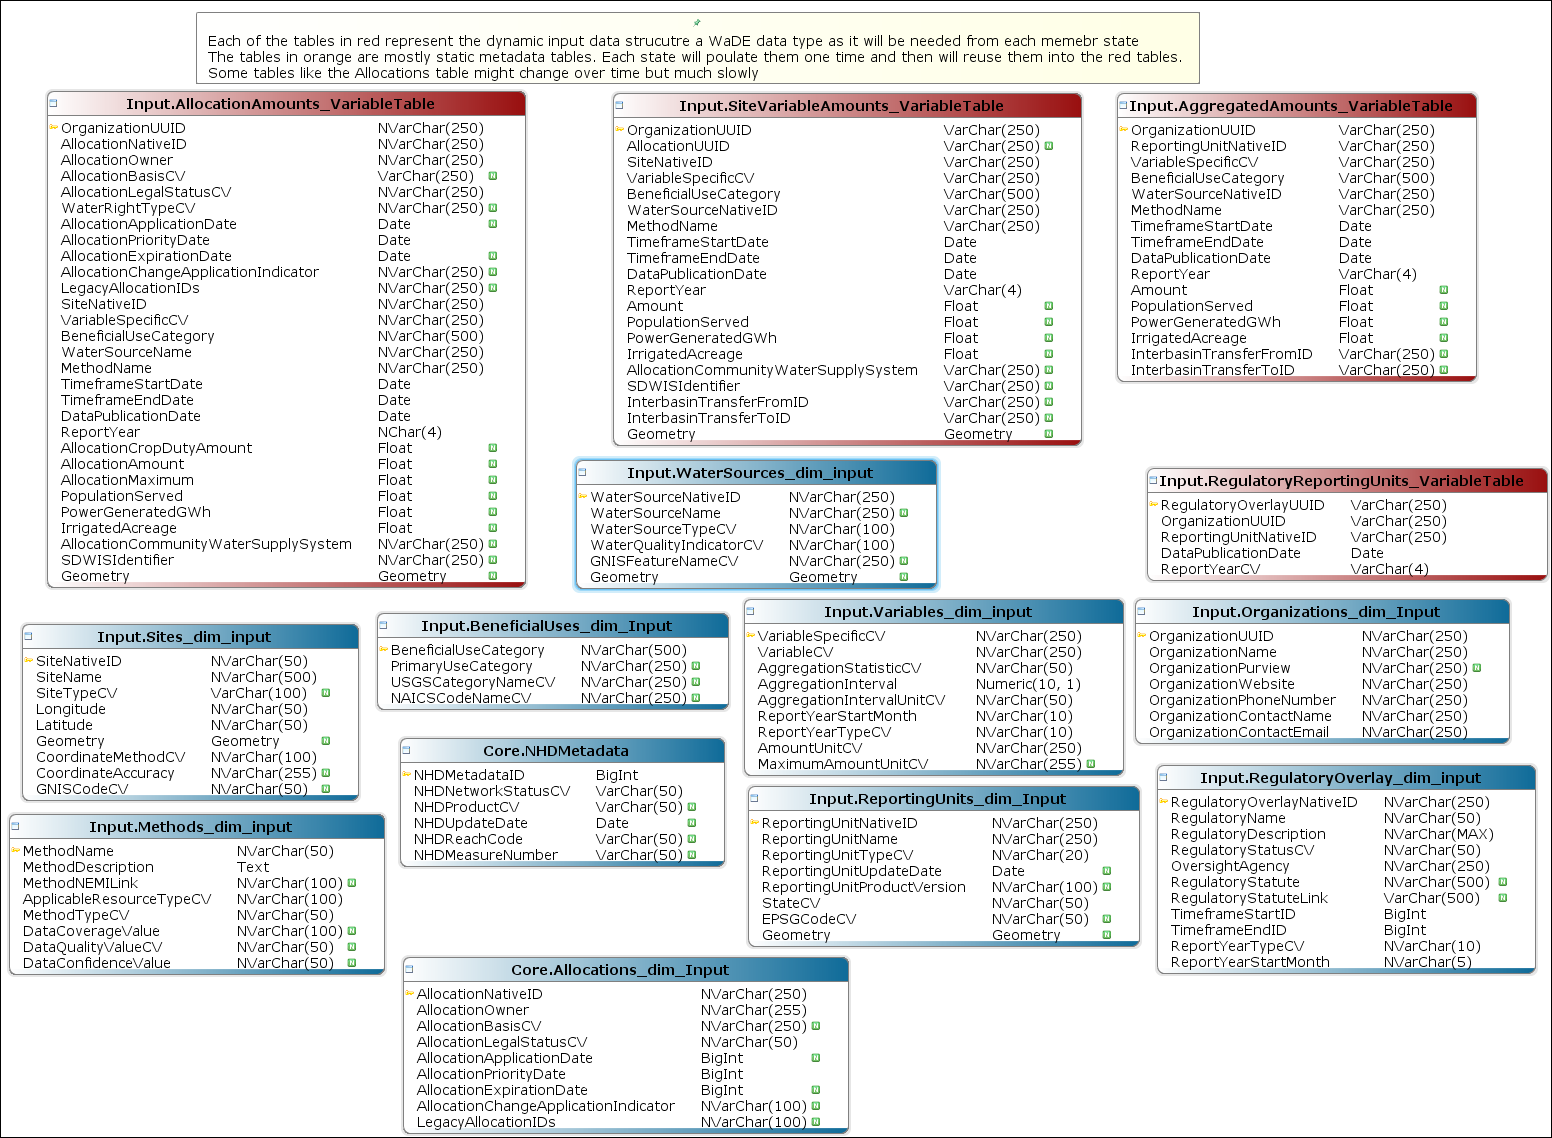 Each of the tables in red represent the dynamic input data strucutre a WaDE data type as it will be needed from each memebr state
The tables in orange are mostly static metadata tables. Each state will poulate them one time and then will reuse them into the red tables.
Some tables like the Allocations table might change over time but much slowly
Input.AllocationAmounts_VariableTable
OrganizationUUID NVarChar(250)
AllocationNativeID NVarChar(250)
AllocationOwner NVarChar(250)
AllocationBasisCV VarChar(250) N
AllocationLegalStatusCV NVarChar(250)
WaterRightTypeCV NVarChar(250) N
AllocationApplicationDate Date N
AllocationPriorityDate Date
AllocationExpirationDate Date N
AllocationChangeApplicationIndicator NVarChar(250) N
LegacyAllocationIDs NVarChar(250) N
SiteNativeID NVarChar(250)
VariableSpecificCV NVarChar(250)
BeneficialUseCategory NVarChar(500)
WaterSourceName NVarChar(250)
MethodName NVarChar(250)
TimeframeStartDate Date
TimeframeEndDate Date
DataPublicationDate Date
ReportYear NChar(4)
AllocationCropDutyAmount Float N
AllocationAmount Float N
AllocationMaximum Float N
PopulationServed Float N
PowerGeneratedGWh Float N
IrrigatedAcreage Float N
AllocationCommunityWaterSupplySystem NVarChar(250) N
SDWISIdentifier NVarChar(250) N
Geometry Geometry N
Input.SiteVariableAmounts_VariableTable
OrganizationUUID VarChar(250)
AllocationUUID VarChar(250) N
SiteNativeID VarChar(250)
VariableSpecificCV VarChar(250)
BeneficialUseCategory VarChar(500)
WaterSourceNativeID VarChar(250)
MethodName VarChar(250)
TimeframeStartDate Date
TimeframeEndDate Date
DataPublicationDate Date
ReportYear VarChar(4)
Amount Float N
PopulationServed Float N
PowerGeneratedGWh Float N
IrrigatedAcreage Float N
AllocationCommunityWaterSupplySystem VarChar(250) N
SDWISIdentifier VarChar(250) N
InterbasinTransferFromID VarChar(250) N
InterbasinTransferToID VarChar(250) N
Geometry Geometry N
Input.AggregatedAmounts_VariableTable
OrganizationUUID VarChar(250)
ReportingUnitNativeID VarChar(250)
VariableSpecificCV VarChar(250)
BeneficialUseCategory VarChar(500)
WaterSourceNativeID VarChar(250)
MethodName VarChar(250)
TimeframeStartDate Date
TimeframeEndDate Date
DataPublicationDate Date
ReportYear VarChar(4)
Amount Float N
PopulationServed Float N
PowerGeneratedGWh Float N
IrrigatedAcreage Float N
InterbasinTransferFromID VarChar(250) N
InterbasinTransferToID VarChar(250) N
Input.WaterSources_dim_input
WaterSourceNativeID NVarChar(250)
WaterSourceName NVarChar(250) N
WaterSourceTypeCV NVarChar(100)
WaterQualityIndicatorCV NVarChar(100)
GNISFeatureNameCV NVarChar(250) N
Geometry Geometry N
Input.RegulatoryReportingUnits_VariableTable
RegulatoryOverlayUUID VarChar(250)
OrganizationUUID VarChar(250)
ReportingUnitNativeID VarChar(250)
DataPublicationDate Date
ReportYearCV VarChar(4)
Input.Sites_dim_input
SiteNativeID NVarChar(50)
SiteName NVarChar(500)
SiteTypeCV VarChar(100) N
Longitude NVarChar(50)
Latitude NVarChar(50)
Geometry Geometry N
CoordinateMethodCV NVarChar(100)
CoordinateAccuracy NVarChar(255) N
GNISCodeCV NVarChar(50) N
Input.BeneficialUses_dim_Input
BeneficialUseCategory NVarChar(500)
PrimaryUseCategory NVarChar(250) N
USGSCategoryNameCV NVarChar(250) N
NAICSCodeNameCV NVarChar(250) N
Input.Variables_dim_input
VariableSpecificCV NVarChar(250)
VariableCV NVarChar(250)
AggregationStatisticCV NVarChar(50)
AggregationInterval Numeric(10, 1)
AggregationIntervalUnitCV NVarChar(50)
ReportYearStartMonth NVarChar(10)
ReportYearTypeCV NVarChar(10)
AmountUnitCV NVarChar(250)
MaximumAmountUnitCV NVarChar(255) N
Input.Organizations_dim_Input
OrganizationUUID NVarChar(250)
OrganizationName NVarChar(250)
OrganizationPurview NVarChar(250) N
OrganizationWebsite NVarChar(250)
OrganizationPhoneNumber NVarChar(250)
OrganizationContactName NVarChar(250)
OrganizationContactEmail NVarChar(250)
Core.NHDMetadata
NHDMetadataID BigInt
NHDNetworkStatusCV VarChar(50)
NHDProductCV VarChar(50) N
NHDUpdateDate Date N
NHDReachCode VarChar(50) N
NHDMeasureNumber VarChar(50) N
Input.Methods_dim_input
MethodName NVarChar(50)
MethodDescription Text
MethodNEMILink NVarChar(100) N
ApplicableResourceTypeCV NVarChar(100)
MethodTypeCV NVarChar(50)
DataCoverageValue NVarChar(100) N
DataQualityValueCV NVarChar(50) N
DataConfidenceValue NVarChar(50) N
Input.ReportingUnits_dim_Input
ReportingUnitNativeID NVarChar(250)
ReportingUnitName NVarChar(250)
ReportingUnitTypeCV NVarChar(20)
ReportingUnitUpdateDate Date N
ReportingUnitProductVersion NVarChar(100) N
StateCV NVarChar(50)
EPSGCodeCV NVarChar(50) N
Geometry Geometry N
Input.RegulatoryOverlay_dim_input
RegulatoryOverlayNativeID NVarChar(250)
RegulatoryName NVarChar(50)
RegulatoryDescription NVarChar(MAX)
RegulatoryStatusCV NVarChar(50)
OversightAgency NVarChar(250)
RegulatoryStatute NVarChar(500) N
RegulatoryStatuteLink VarChar(500) N
TimeframeStartID BigInt
TimeframeEndID BigInt
ReportYearTypeCV NVarChar(10)
ReportYearStartMonth NVarChar(5)
Core.Allocations_dim_Input
AllocationNativeID NVarChar(250)
AllocationOwner NVarChar(255)
AllocationBasisCV NVarChar(250) N
AllocationLegalStatusCV NVarChar(50)
AllocationApplicationDate BigInt N
AllocationPriorityDate BigInt
AllocationExpirationDate BigInt N
AllocationChangeApplicationIndicator NVarChar(100) N
LegacyAllocationIDs NVarChar(100) N